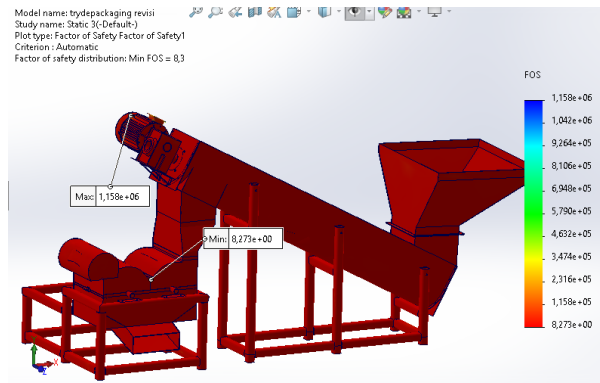 Model name: trydepackaging revisi
Study name: Static 3(-Default-)
Plot type: Factor of Safety Factor of Safety1
Criterion : Automatic
Factor of safety distribution: Min FOS = 8,3
FOS
1,158e+06
1,042e+06
9,264e+05
8,106e+05
6,948e+05
5,790e+05
4,632e+05
3,474e+05
2,316e+05
1,158e+05
8,273e+00
Max: 1,158e+06
Min: 8,273e+00
Y
X
Z